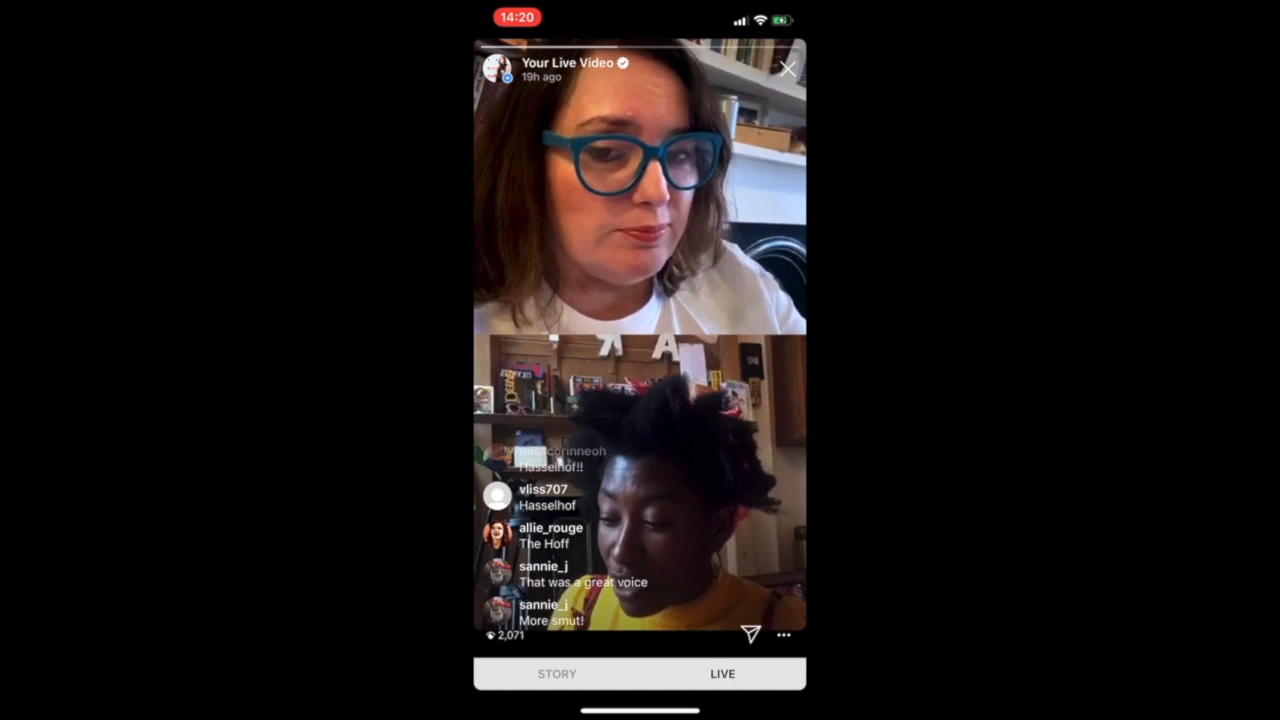 14:20
Your Live Video
19h ago
misscorinneoh
Hasselhof!!
vliss707
Hasselhof
allie_rouge
The Hoff
sannie_j
That was a great voice
sannie_j
More smut!
2,071
STORY
LIVE